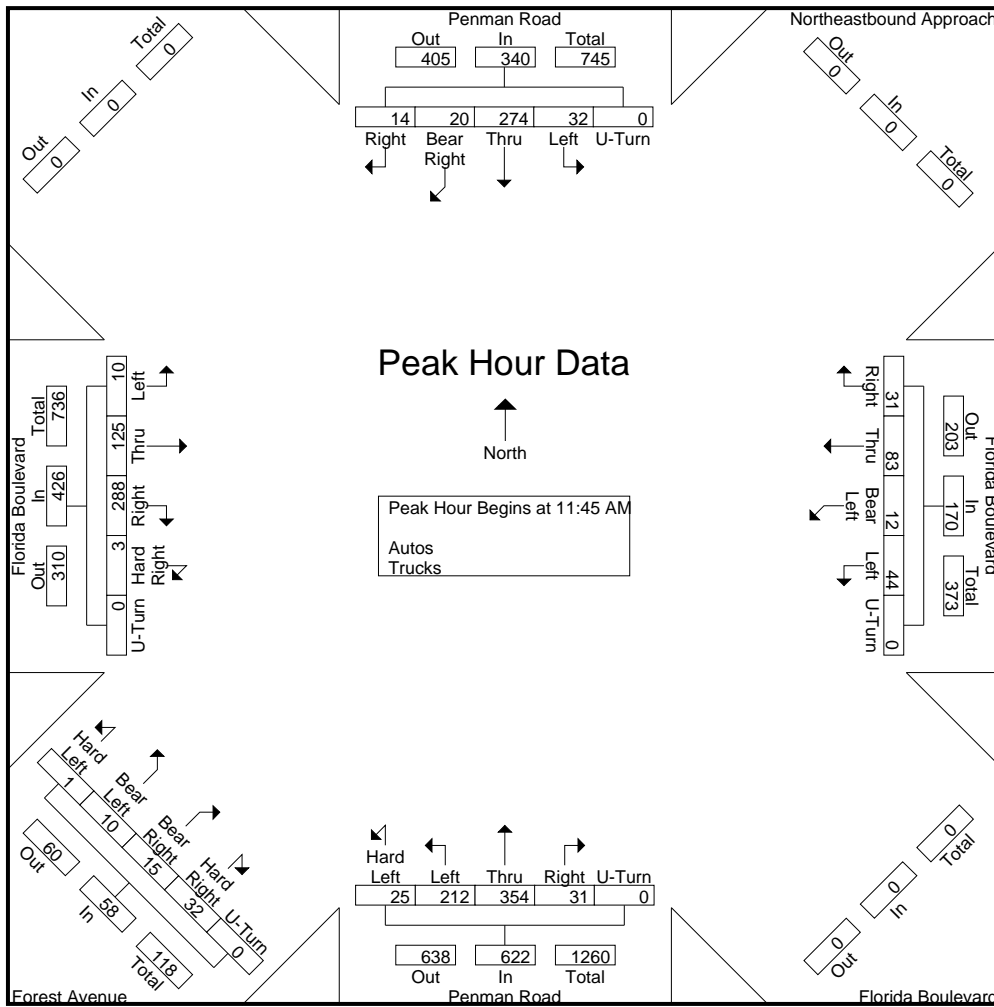 Penman Road
Out In Total
405 340 745
14 20 274 32 0
Right Bear Right Thru Left U-Turn
Northeastbound Approach
Out 0
In 0
Total 0
Total 0
In 0
Out 0
Peak Hour Data
North
Peak Hour Begins at 11:45 AM
Autos
Trucks
Florida Boulevard
Total In Out
736 426 310
10 125 288 3 0
Left Thru Right Hard Right U-Turn
Florida Boulevard
Out In Total
203 170 373
31 83 12 44 0
Right Thru Bear Left Left U-Turn
Hard Left Bear Left Bear Right Hard Right U-Turn
1 10 15 32 0
60 58 118
Out In Total
Forest Avenue
Hard Left Left Thru Right U-Turn
25 212 354 31 0
638 622 1260
Out In Total
Penman Road
0 Total
0 In
0 Out
Florida Boulevard